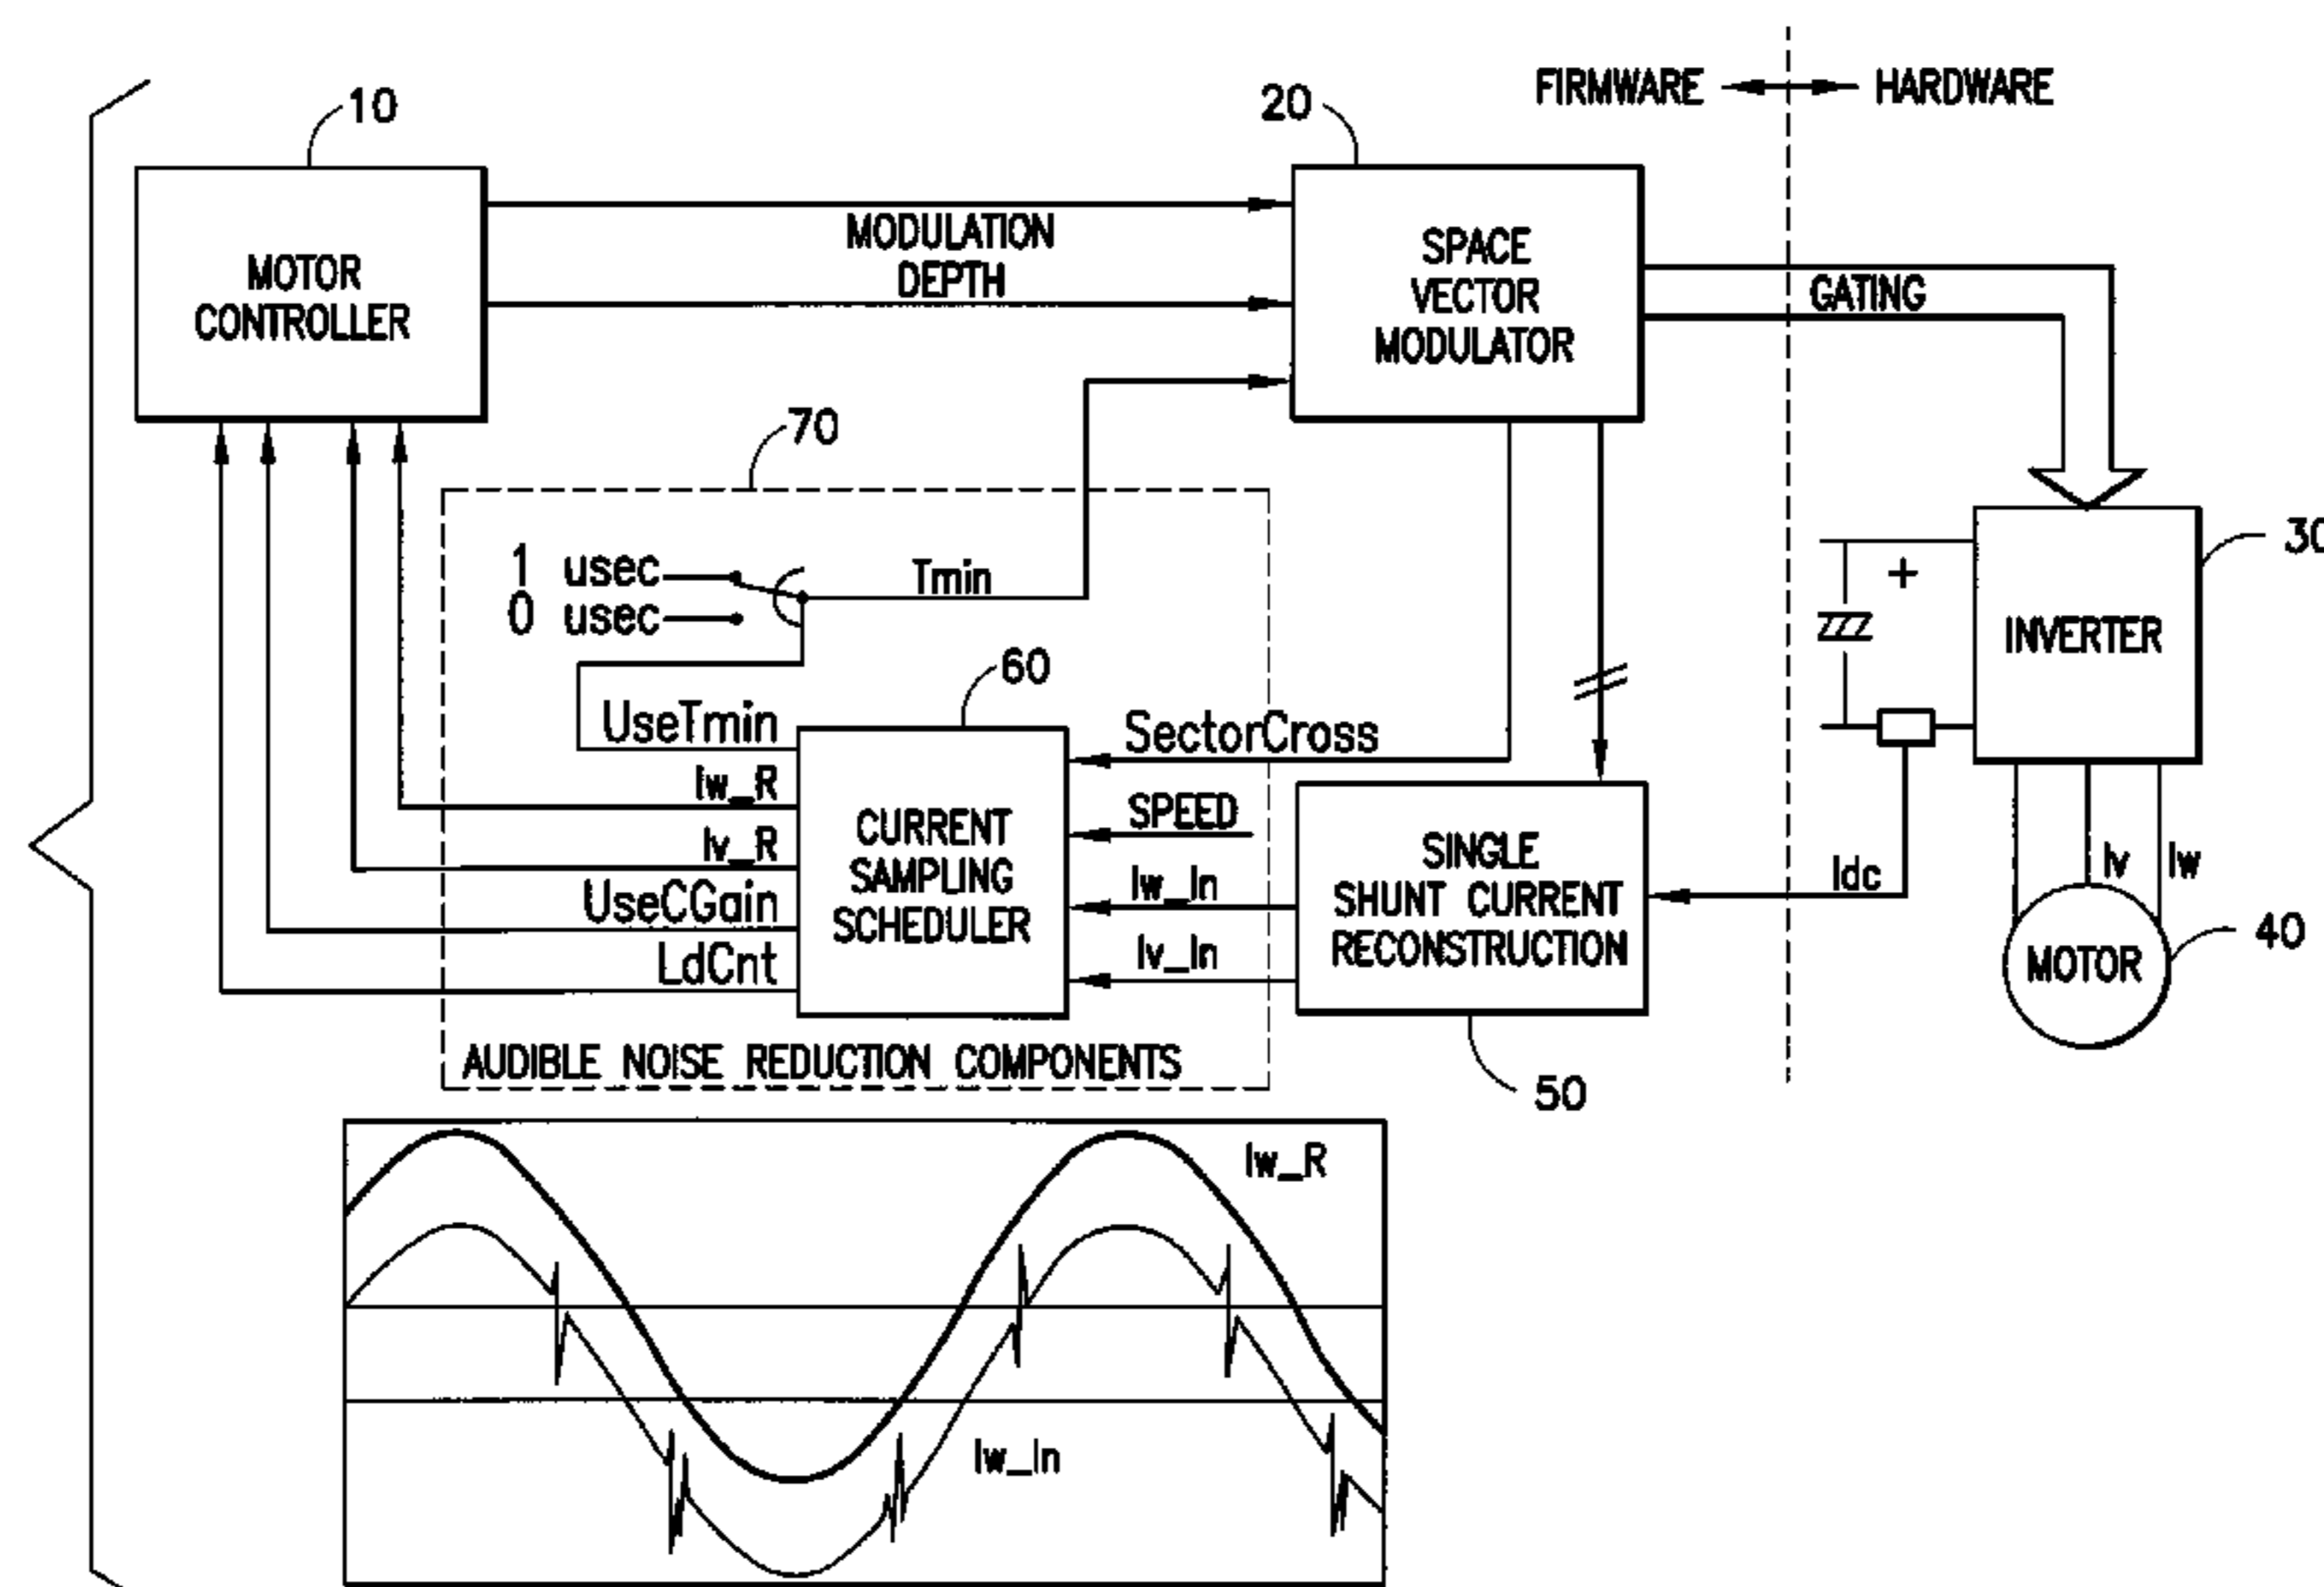 FIRMWARE HARDWARE
10
20
MOTOR
CONTROLLER
MODULATION
DEPTH
SPACE
VECTOR
MODULATOR
GATING
70
1 usec
0 usec
Tmin
30
INVERTER
+
60
UseTmin
Iw_R
Iv_R
UseCGain
LdCnt
CURRENT
SAMPLING
SCHEDULER
SectorCross
SPEED
Iw_In
Iv_In
SINGLE
SHUNT CURRENT
RECONSTRUCTION
Idc
Iv
Iw
MOTOR
40
AUDIBLE NOISE REDUCTION COMPONENTS
50
Iw_R
Iw_In